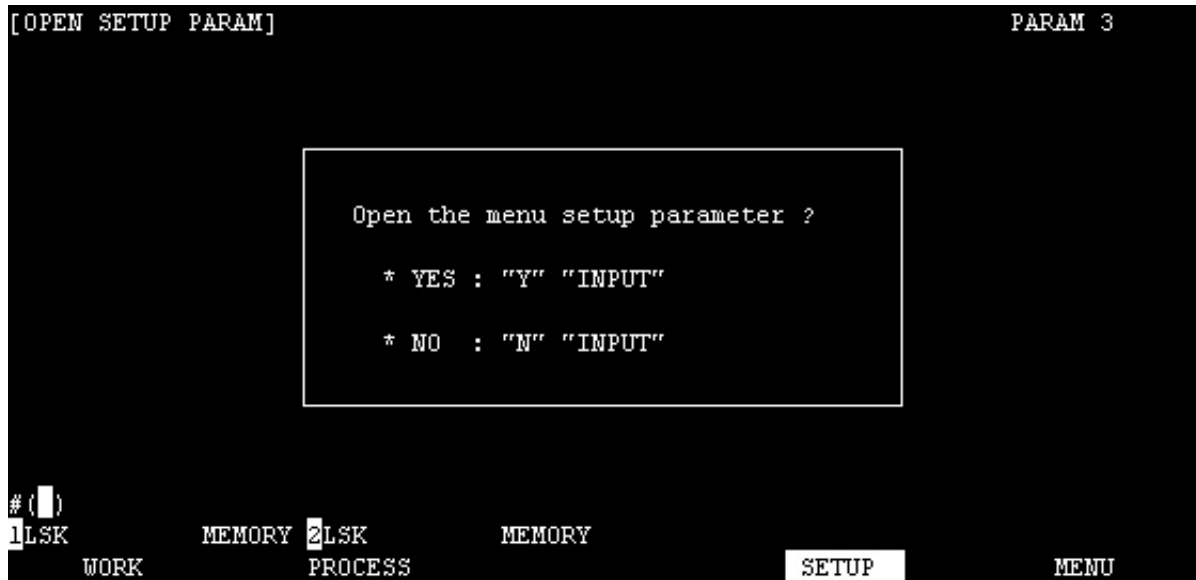 [OPEN SETUP PARAM] PARAM 3
Open the menu setup parameter ?
* YES : "Y" "INPUT"
* NO : "N" "INPUT"
#( )
1LSK MEMORY 2LSK MEMORY
WORK PROCESS SETUP MENU